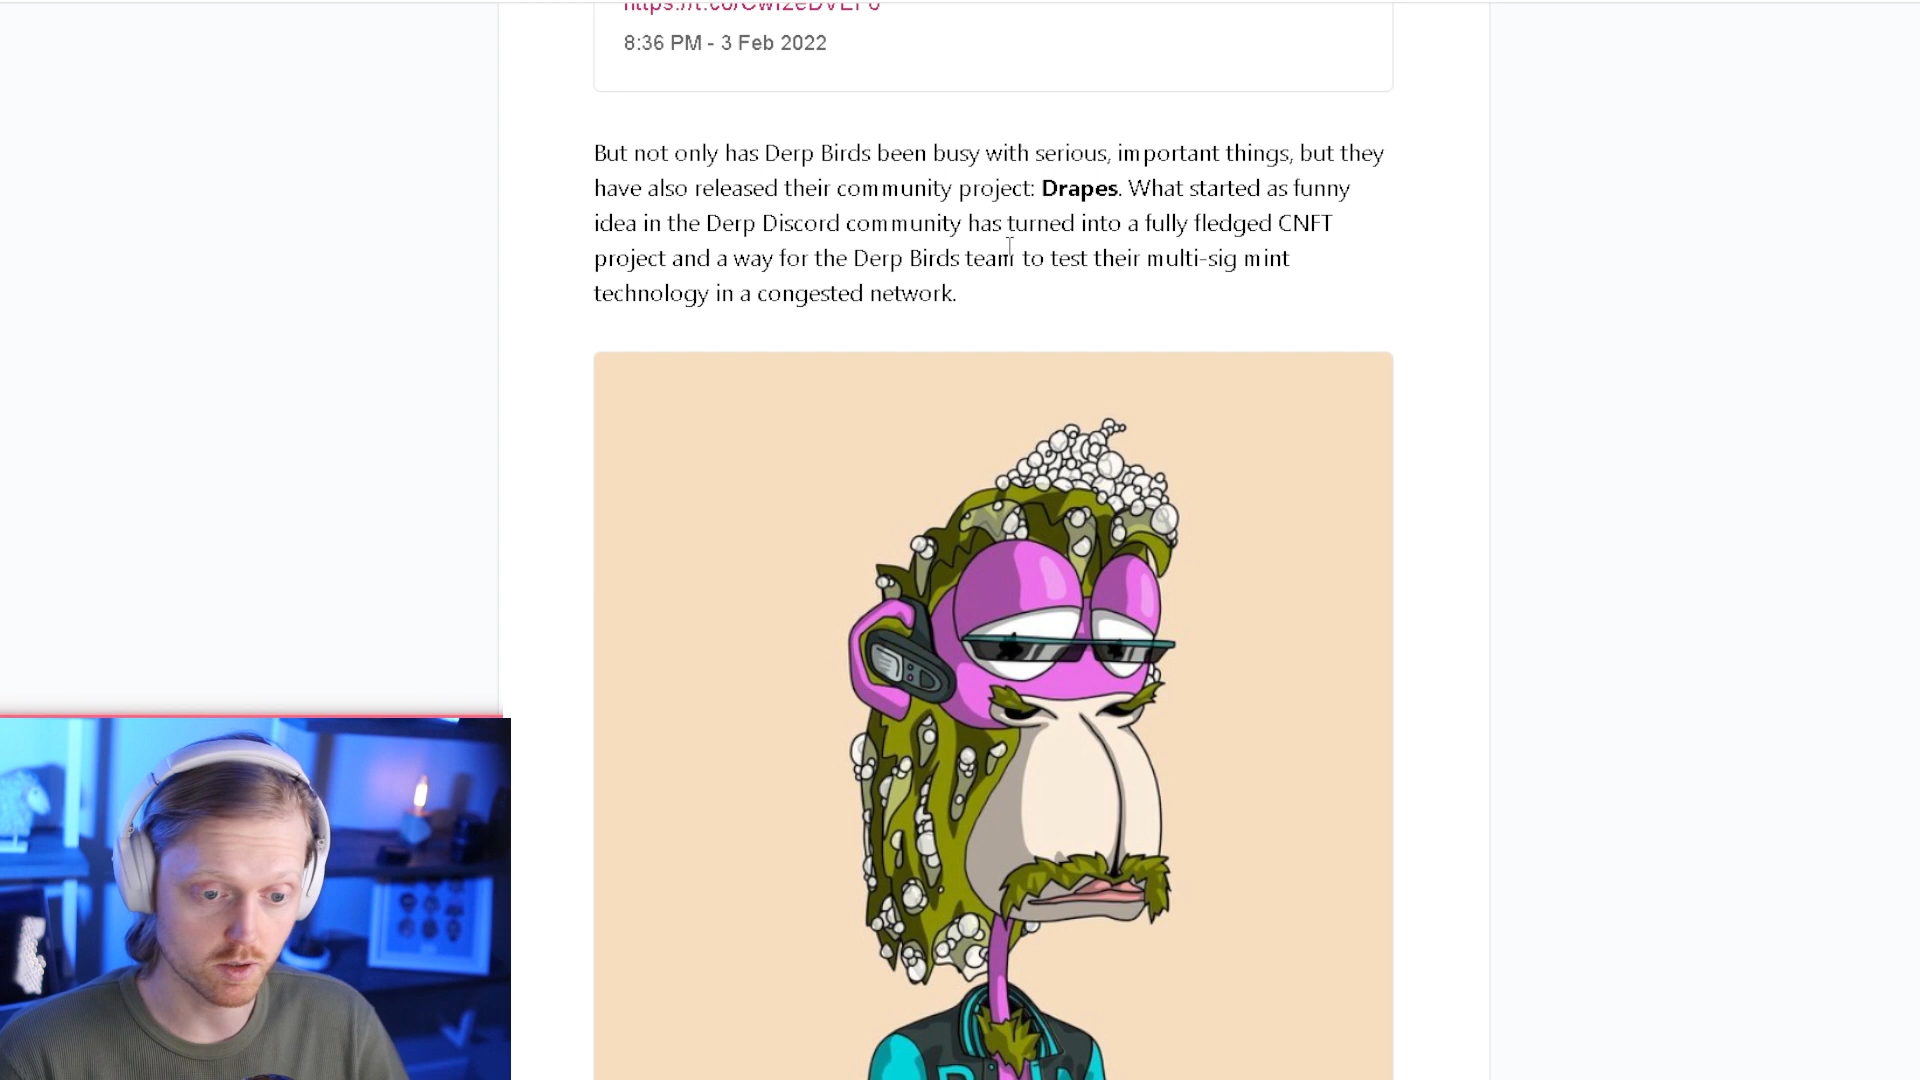 8:36 PM - 3 Feb 2022
But not only has Derp Birds been busy with serious, important things, but they
have also released their community project: Drapes. What started as funny
idea in the Derp Discord community has turned into a fully fledged CNFT
project and a way for the Derp Birds team to test their multi-sig mint
technology in a congested network.